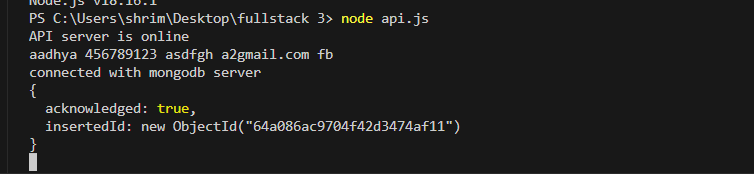 Node.js v18.16.1
PS C:\Users\shrim\Desktop\fullstack 3> node api.js
API server is online
aadhya 456789123 asdfgh a2gmail.com fb
connected with mongodb server
{
  acknowledged: true,
  insertedId: new ObjectId("64a086ac9704f42d3474af11")
}